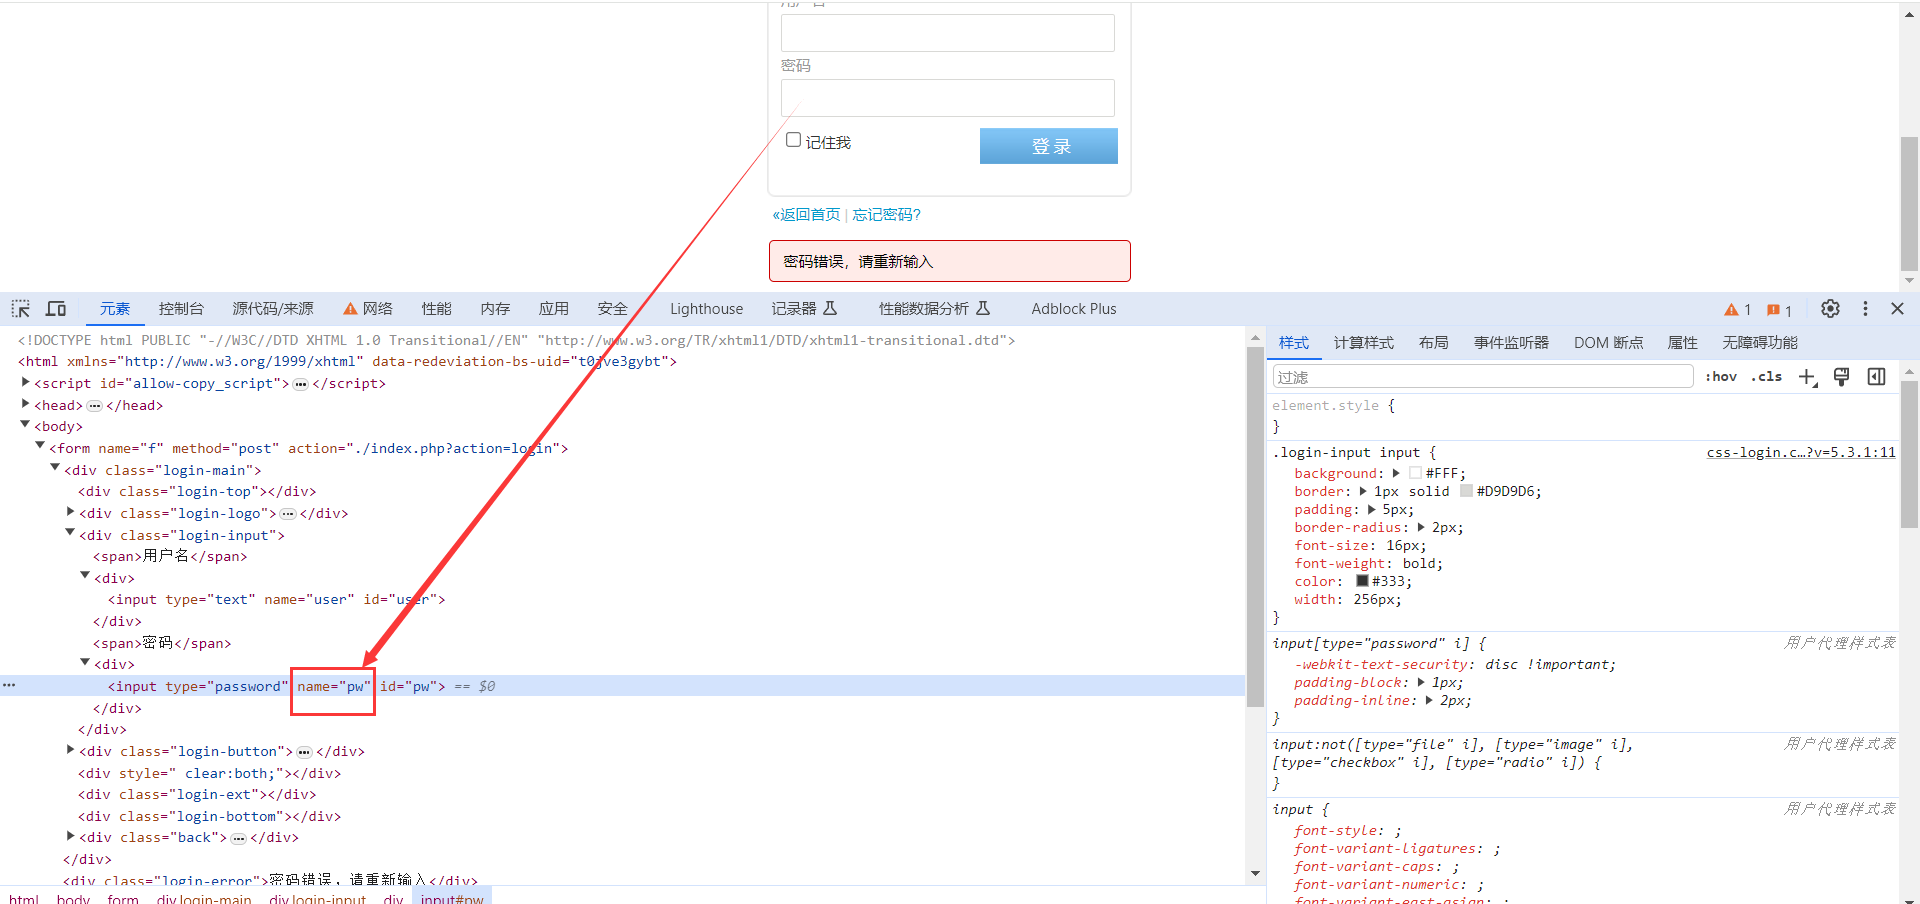 用户名
密码
记住我
登 录
«返回首页 | 忘记密码?
密码错误，请重新输入
元素 控制台 源代码/来源 网络 性能 内存 应用 安全 Lighthouse 记录器 性能数据分析 Adblock Plus 1 1
<!DOCTYPE html PUBLIC "-//W3C//DTD XHTML 1.0 Transitional//EN" "http://www.w3.org/TR/xhtml1/DTD/xhtml1-transitional.dtd">
<html xmlns="http://www.w3.org/1999/xhtml" data-redeviation-bs-uid="t0jve3gybt">
<script id="allow-copy_script">…</script>
<head>…</head>
<body>
<form name="f" method="post" action="./index.php?action=login">
<div class="login-main">
<div class="login-top"></div>
<div class="login-logo">…</div>
<div class="login-input">
<span>用户名</span>
<div>
<input type="text" name="user" id="user">
</div>
<span>密码</span>
<div>
<input type="password" name="pw" id="pw"> == $0
</div>
</div>
<div class="login-button">…</div>
<div style=" clear:both;"></div>
<div class="login-ext"></div>
<div class="login-bottom"></div>
<div class="back">…</div>
</div>
<div class="login-error">密码错误，请重新输入</div>
html body form div.login-main div.login-input div input#pw
样式 计算样式 布局 事件监听器 DOM 断点 属性 无障碍功能
过滤 :hov .cls
element.style {
}
.login-input input { css-login.c…?v=5.3.1:11
background: #FFF;
border: 1px solid #D9D9D6;
padding: 5px;
border-radius: 2px;
font-size: 16px;
font-weight: bold;
color: #333;
width: 256px;
}
input[type="password" i] { 用户代理样式表
-webkit-text-security: disc !important;
padding-block: 1px;
padding-inline: 2px;
}
input:not([type="file" i], [type="image" i], 用户代理样式表
[type="checkbox" i], [type="radio" i]) {
}
input { 用户代理样式表
font-style: ;
font-variant-ligatures: ;
font-variant-caps: ;
font-variant-numeric: ;
font-variant-east-asian: ;